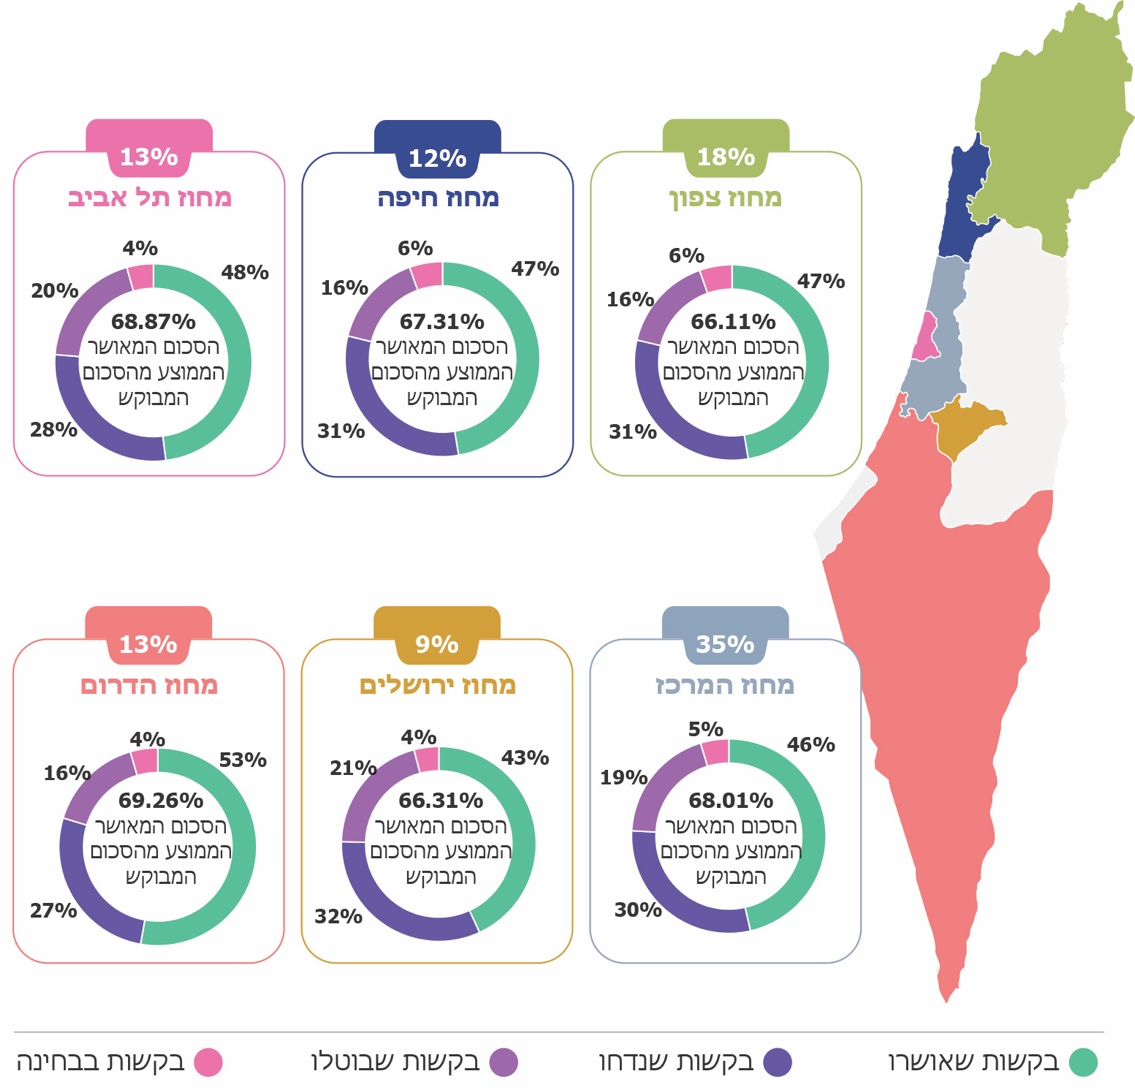 18%
מחוז צפון
6%
47%
16%
66.11%
הסכום המאושר
הממוצע מהסכום
המבוקש
31%
12%
מחוז חיפה
6%
47%
16%
67.31%
הסכום המאושר
הממוצע מהסכום
המבוקש
31%
13%
מחוז תל אביב
4%
48%
20%
68.87%
הסכום המאושר
הממוצע מהסכום
המבוקש
28%
35%
מחוז המרכז
5%
46%
19%
68.01%
הסכום המאושר
הממוצע מהסכום
המבוקש
30%
9%
מחוז ירושלים
4%
43%
21%
66.31%
הסכום המאושר
הממוצע מהסכום
המבוקש
32%
13%
מחוז הדרום
4%
53%
16%
69.26%
הסכום המאושר
הממוצע מהסכום
המבוקש
27%
בקשות שאושרו
בקשות שנדחו
בקשות שבוטלו
בקשות בבחינה